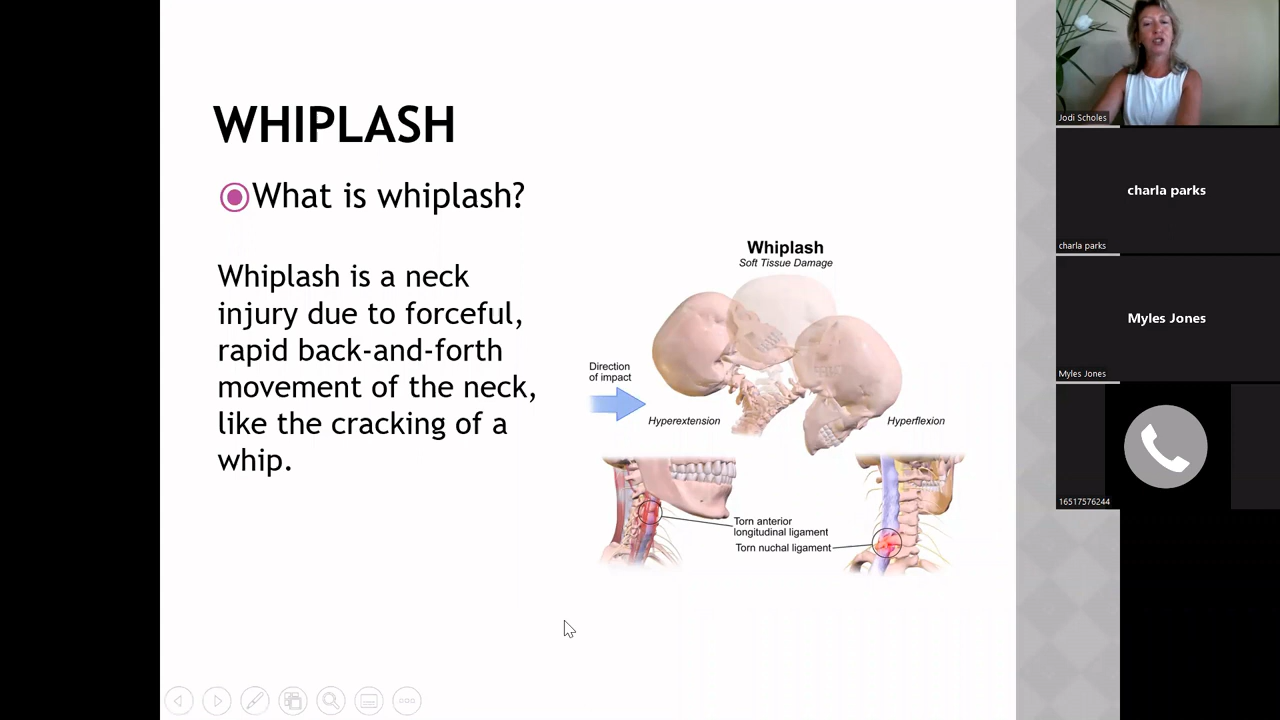 WHIPLASH
What is whiplash?
Whiplash is a neck
injury due to forceful,
rapid back-and-forth
movement of the neck,
like the cracking of a
whip.
Whiplash
Soft Tissue Damage
Direction
of impact
Hyperextension
Hyperflexion
Torn anterior
longitudinal ligament
Torn nuchal ligament
Jodi Scholes
charla parks
charla parks
Myles Jones
Myles Jones
16517576244